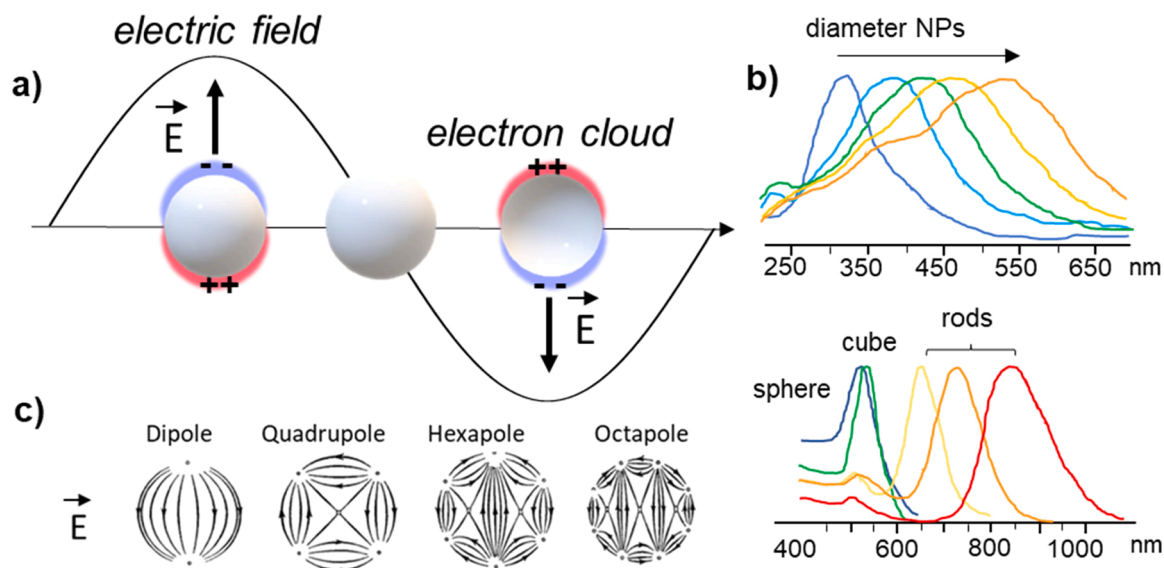 a)
electric field
E
- -
++
electron cloud
++
- -
E
b)
diameter NPs
250 350 450 550 650 nm
rods
cube
sphere
400 600 800 1000 nm
c)
Dipole Quadrupole Hexapole Octapole
E